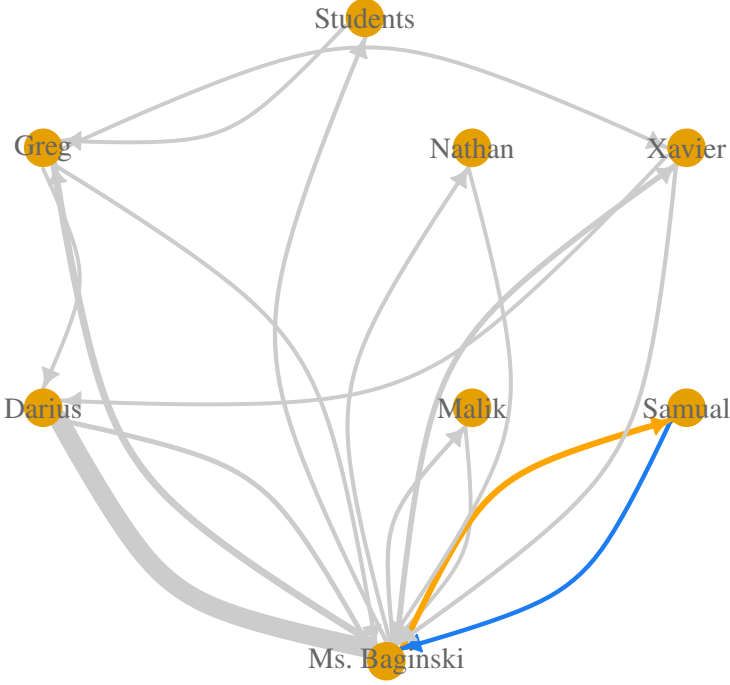 Students
Greg
Nathan
Xavier
Darius
Malik
Samual
Ms. Baginski